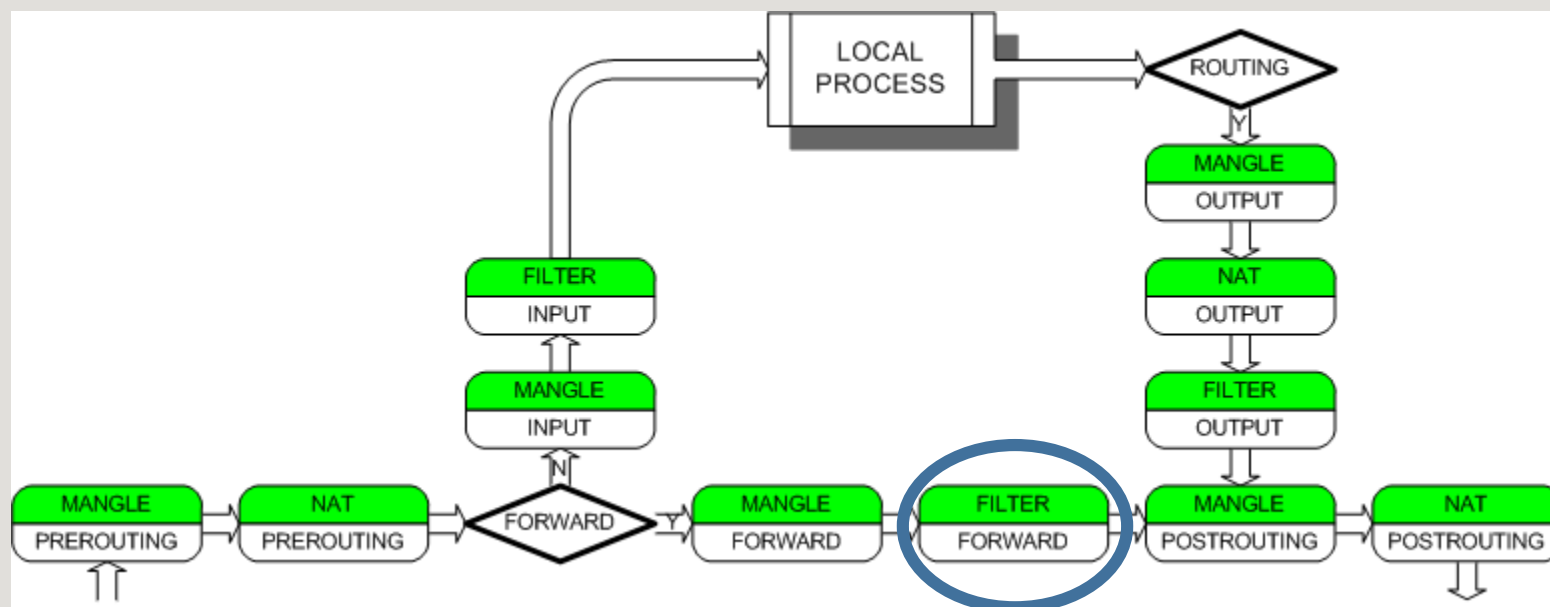 LOCAL
PROCESS
ROUTING
Y
MANGLE
OUTPUT
FILTER
INPUT
NAT
OUTPUT
MANGLE
INPUT
FILTER
OUTPUT
N
MANGLE
PREROUTING
NAT
PREROUTING
FORWARD
Y
MANGLE
FORWARD
FILTER
FORWARD
MANGLE
POSTROUTING
NAT
POSTROUTING